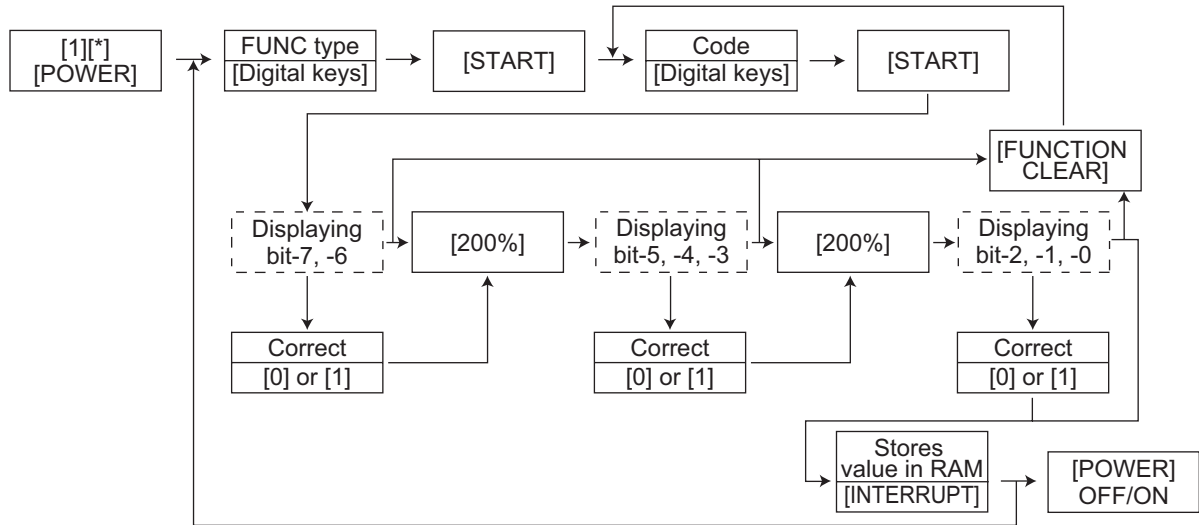 [1][*]
[POWER]
FUNC type
[Digital keys]
[START]
Code
[Digital keys]
[START]
[FUNCTION
CLEAR]
Displaying
bit-7, -6
[200%]
Displaying
bit-5, -4, -3
[200%]
Displaying
bit-2, -1, -0
Correct
[0] or [1]
Correct
[0] or [1]
Correct
[0] or [1]
Stores
value in RAM
[INTERRUPT]
[POWER]
OFF/ON